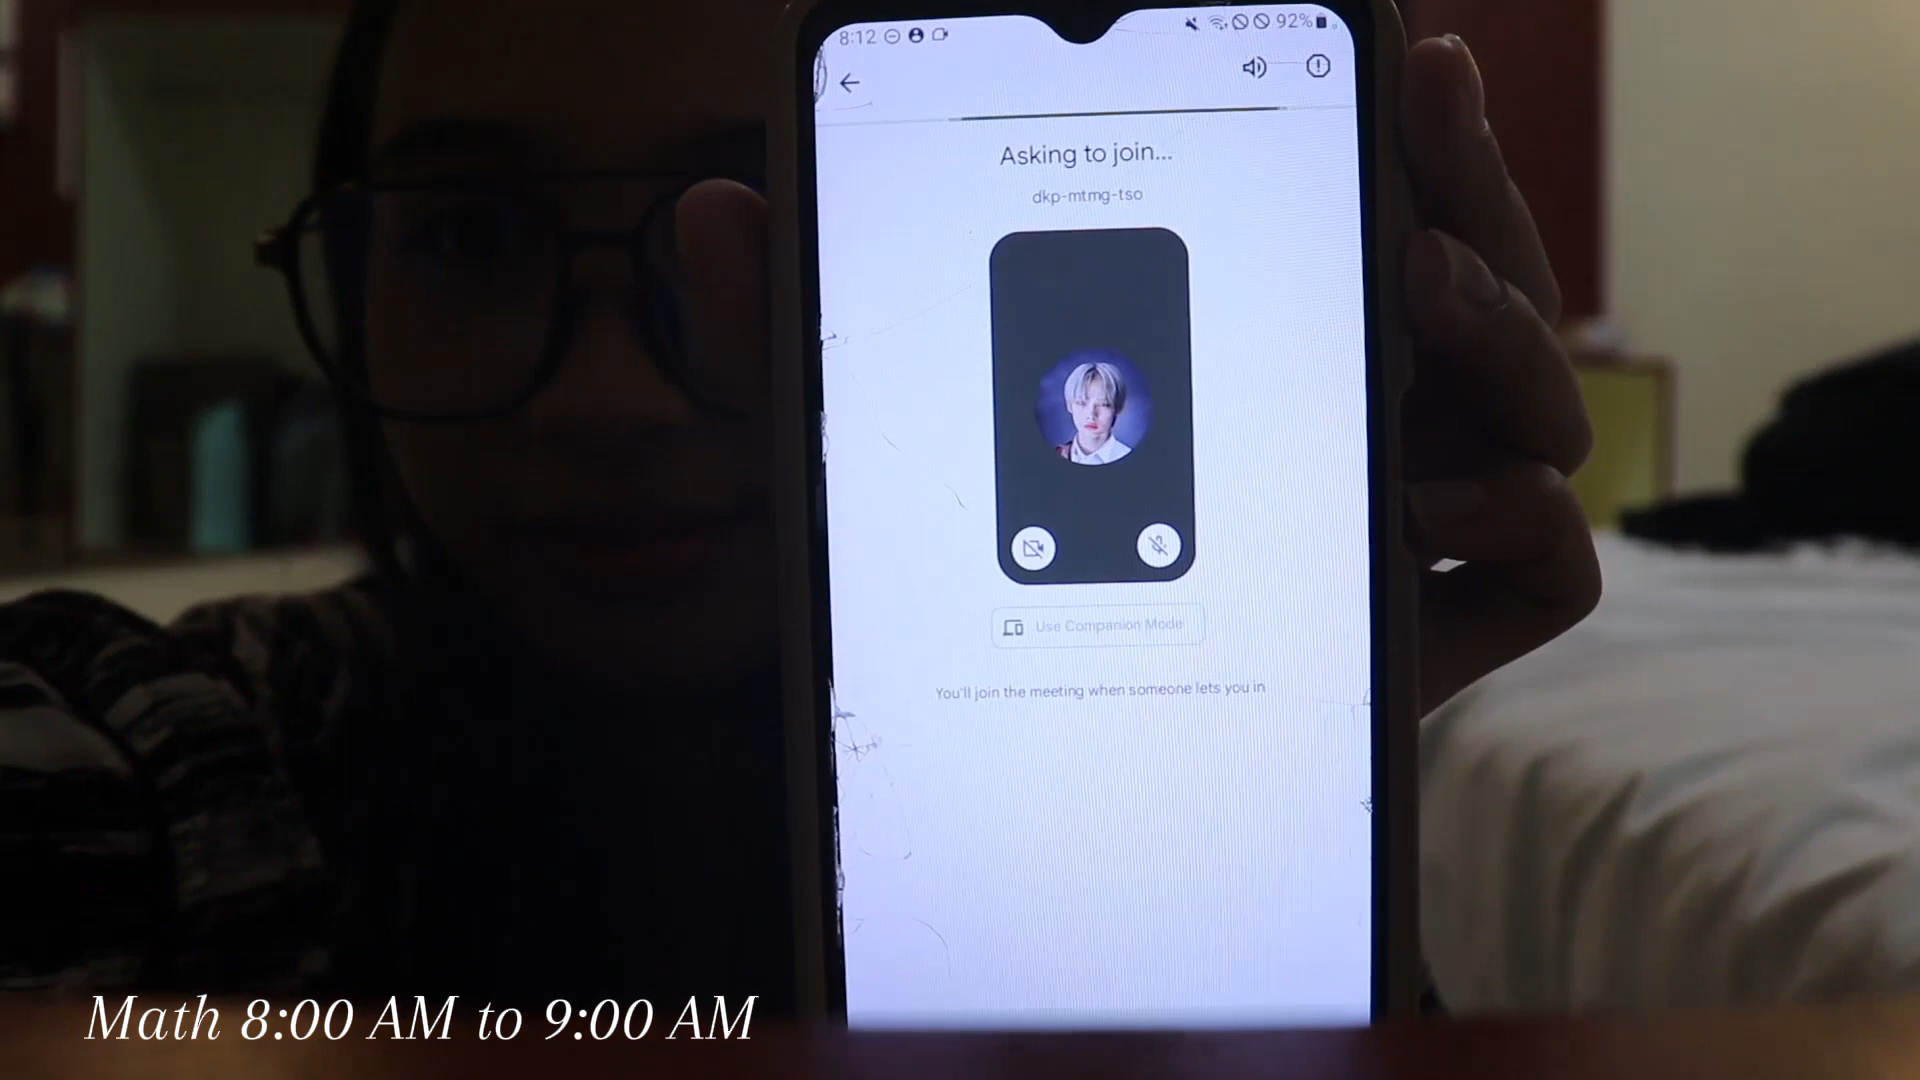 8:12
92%
Asking to join...
dkp-mtmg-tso
Use Companion Mode
You'll join the meeting when someone lets you in
Math 8:00 AM to 9:00 AM